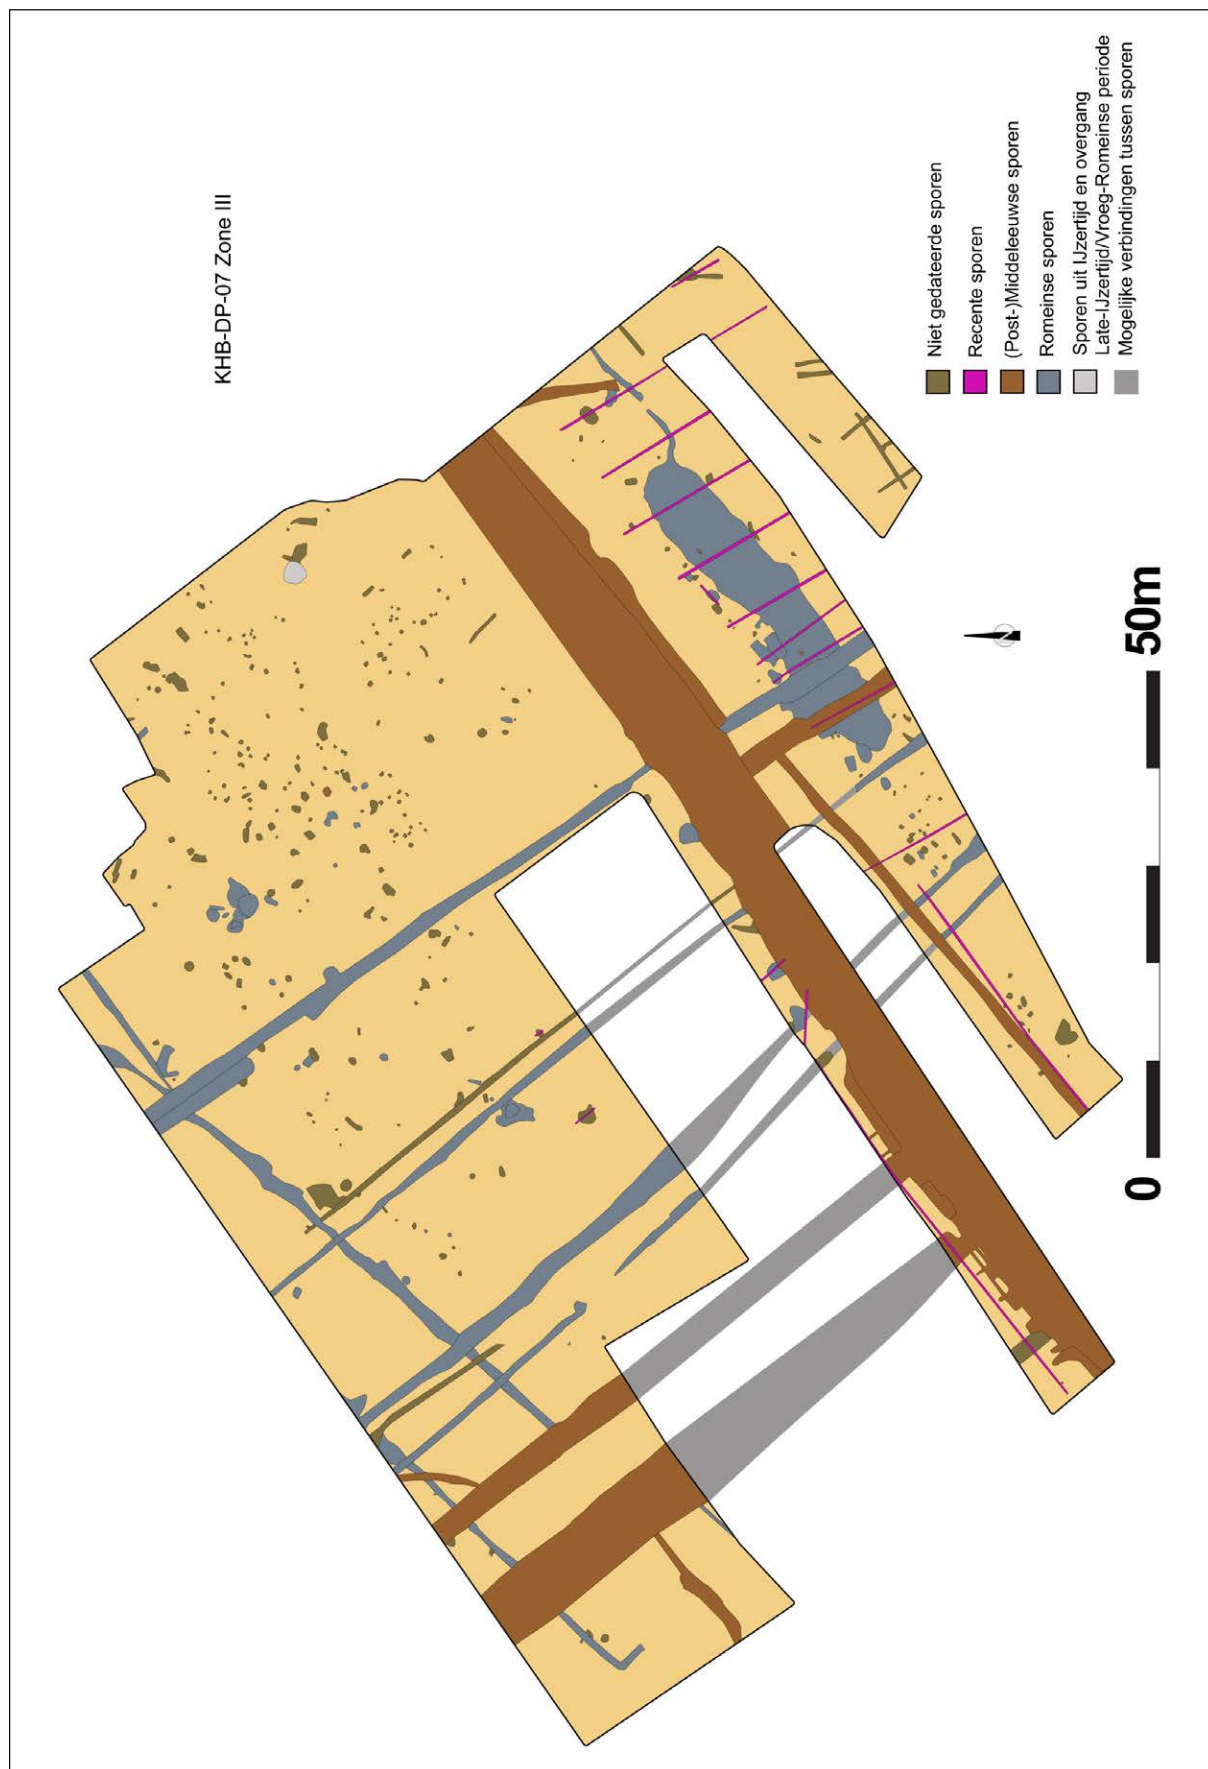 KHB-DP-07 Zone III
Niet gedateerde sporen
Recente sporen
(Post-)Middeleeuwse sporen
Romeinse sporen
Sporen uit IJzertijd en overgang
Late-IJzertijd/Vroeg-Romeinse periode
Mogelijke verbindingen tussen sporen
N
0 50m